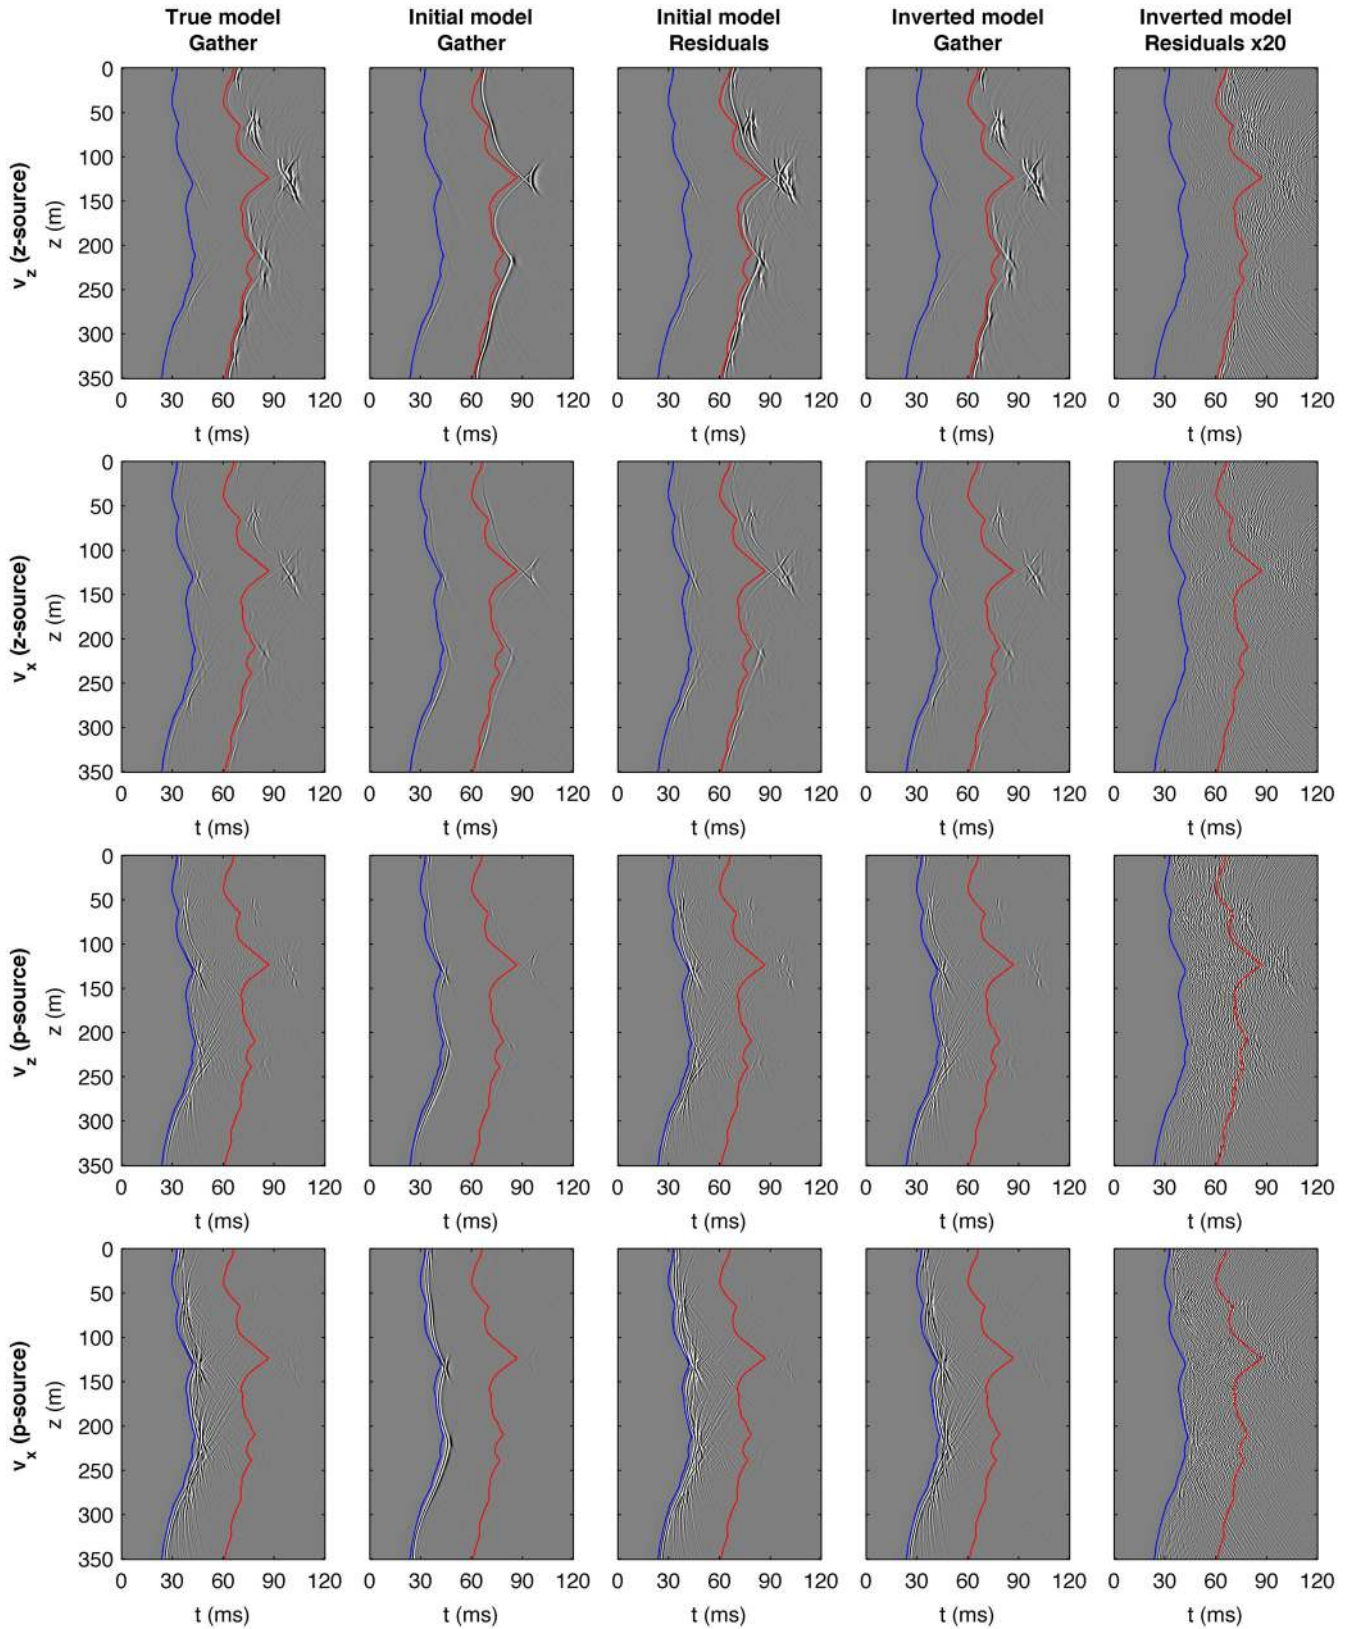 True model Initial model Initial model Inverted model Inverted model
Gather Gather Residuals Gather Residuals x20
v_z (z-source)
z (m)
0
50
100
150
200
250
300
350
0 30 60 90 120 0 30 60 90 120 0 30 60 90 120 0 30 60 90 120 0 30 60 90 120
t (ms) t (ms) t (ms) t (ms) t (ms)
v_x (z-source)
z (m)
0
50
100
150
200
250
300
350
0 30 60 90 120 0 30 60 90 120 0 30 60 90 120 0 30 60 90 120 0 30 60 90 120
t (ms) t (ms) t (ms) t (ms) t (ms)
v_z (p-source)
z (m)
0
50
100
150
200
250
300
350
0 30 60 90 120 0 30 60 90 120 0 30 60 90 120 0 30 60 90 120 0 30 60 90 120
t (ms) t (ms) t (ms) t (ms) t (ms)
v_x (p-source)
z (m)
0
50
100
150
200
250
300
350
0 30 60 90 120 0 30 60 90 120 0 30 60 90 120 0 30 60 90 120 0 30 60 90 120
t (ms) t (ms) t (ms) t (ms) t (ms)